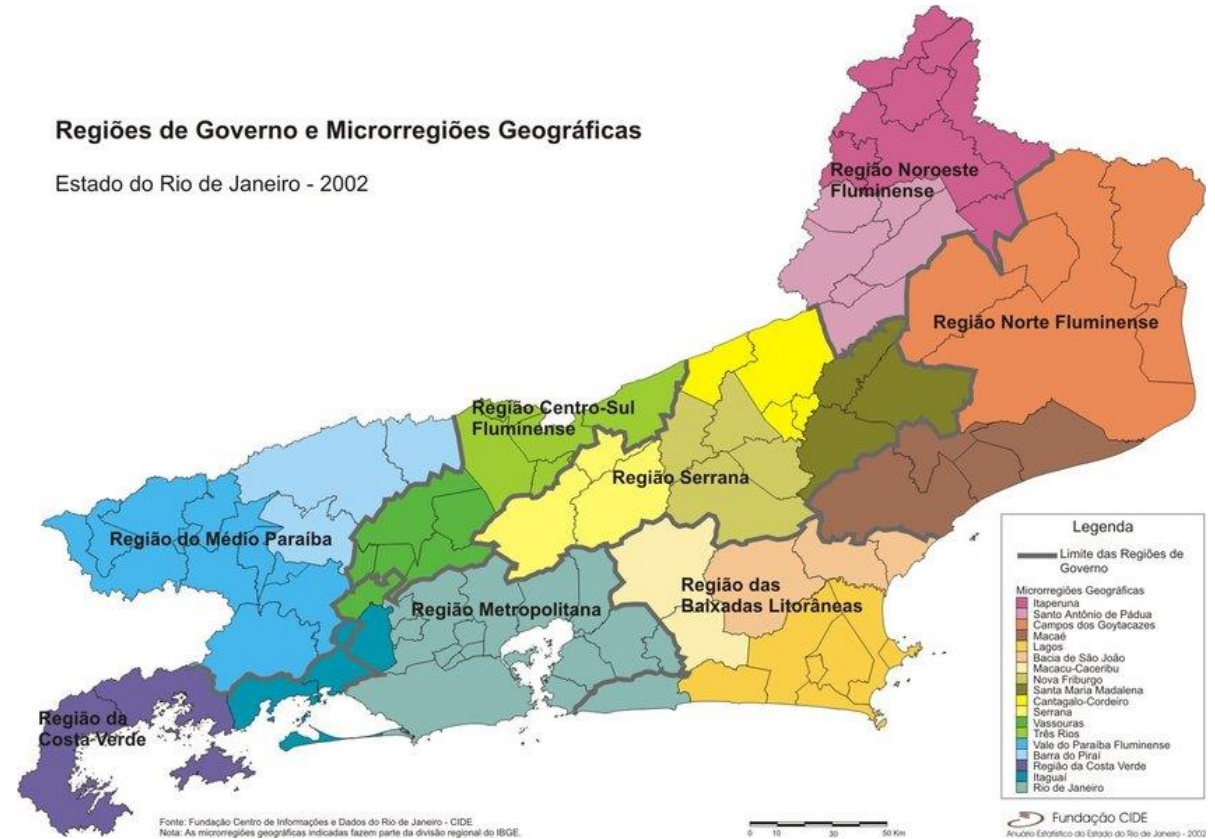 Regiões de Governo e Microrregiões Geográficas
Estado do Rio de Janeiro - 2002
Região Noroeste
Fluminense
Região Norte Fluminense
Região Centro-Sul
Fluminense
Região Serrana
Região do Médio Paraíba
Região das
Baixadas Litorâneas
Região Metropolitana
Região da
Costa Verde
Legenda
Limite das Regiões de
Governo
Microrregiões Geográficas
Itaperuna
Santo Antônio de Pádua
Campos dos Goytacazes
Macaé
Lagos
Bacia de São João
Macacu-Caceribu
Nova Friburgo
Santa Maria Madalena
Cantagalo-Cordeiro
Serrana
Vassouras
Três Rios
Vale do Paraíba Fluminense
Barra do Piraí
Região da Costa Verde
Itaguaí
Rio de Janeiro
Fonte: Fundação Centro de Informações e Dados do Rio de Janeiro - CIDE
Nota: As microrregiões geográficas indicadas fazem parte da divisão regional do IBGE.
10 0 10 30 50 Km
Fundação CIDE
Anuário Estatístico do Estado do Rio de Janeiro - 2002